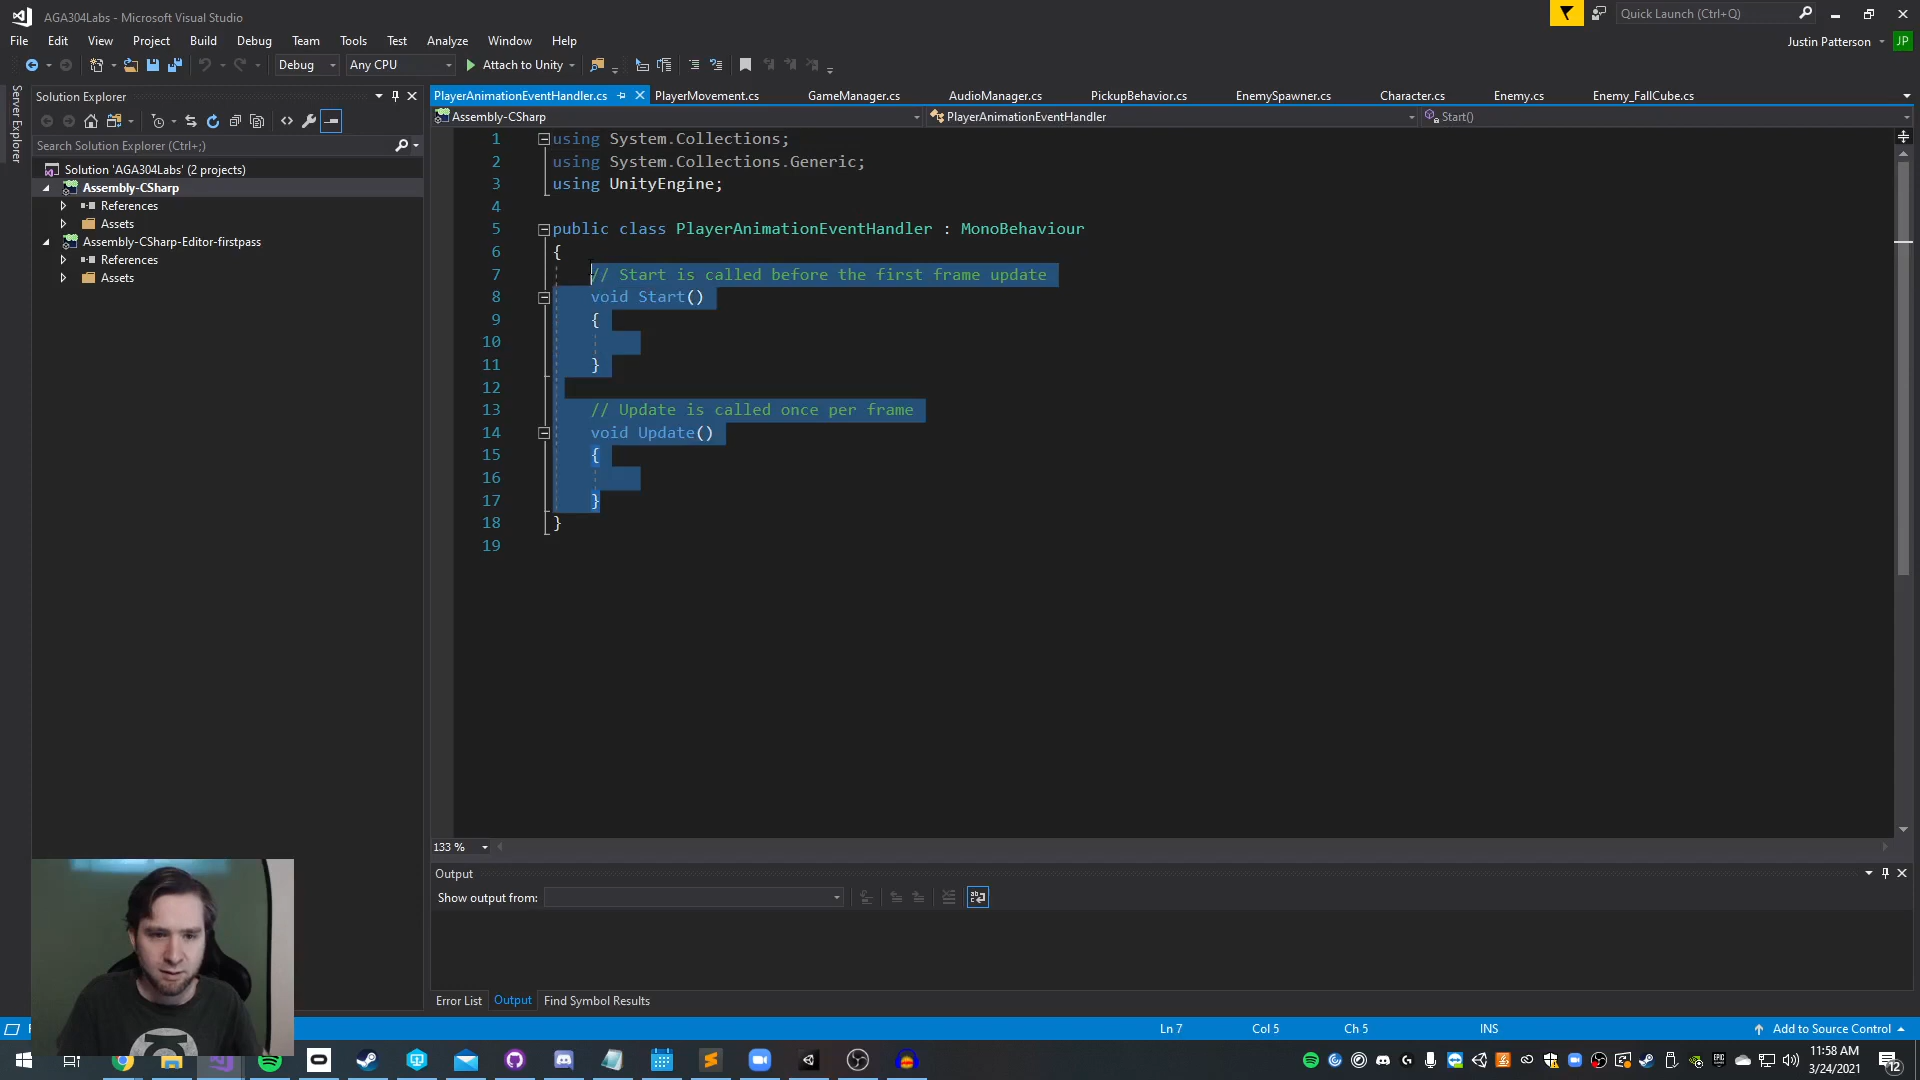 AGA304Labs - Microsoft Visual Studio
Quick Launch (Ctrl+Q)
File Edit View Project Build Debug Team Tools Test Analyze Window Help
Justin Patterson
JP
Debug
Any CPU
Attach to Unity
Server Explorer
Solution Explorer
Search Solution Explorer (Ctrl+;)
Solution 'AGA304Labs' (2 projects)
Assembly-CSharp
References
Assets
Assembly-CSharp-Editor-firstpass
References
Assets
PlayerAnimationEventHandler.cs PlayerMovement.cs GameManager.cs AudioManager.cs PickupBehavior.cs EnemySpawner.cs Character.cs Enemy.cs Enemy_FallCube.cs
Assembly-CSharp PlayerAnimationEventHandler Start()
1 using System.Collections;
2 using System.Collections.Generic;
3 using UnityEngine;
4
5 public class PlayerAnimationEventHandler : MonoBehaviour
6 {
7 // Start is called before the first frame update
8 void Start()
9 {
10
11 }
12
13 // Update is called once per frame
14 void Update()
15 {
16
17 }
18 }
19
133 %
Output
Show output from:
Error List Output Find Symbol Results
Ln 7 Col 5 Ch 5 INS Add to Source Control
11:58 AM
3/24/2021
12